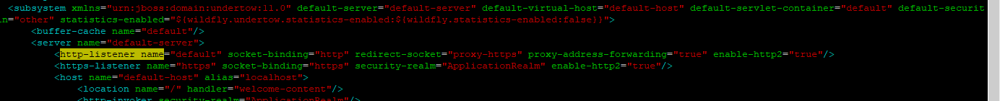 <subsystem xmlns="urn:jboss:domain:undertow:11.0" default-server="default-server" default-virtual-host="default-host" default-servlet-container="default" default-securit
n="other" statistics-enabled="${wildfly.undertow.statistics-enabled:${wildfly.statistics-enabled:false}}">
<buffer-cache name="default"/>
<server name="default-server">
<http-listener name="default" socket-binding="http" redirect-socket="proxy-https" proxy-address-forwarding="true" enable-http2="true"/>
<https-listener name="https" socket-binding="https" security-realm="ApplicationRealm" enable-http2="true"/>
<host name="default-host" alias="localhost">
<location name="/" handler="welcome-content"/>
<http-invoker security-realm="ApplicationRealm"/>